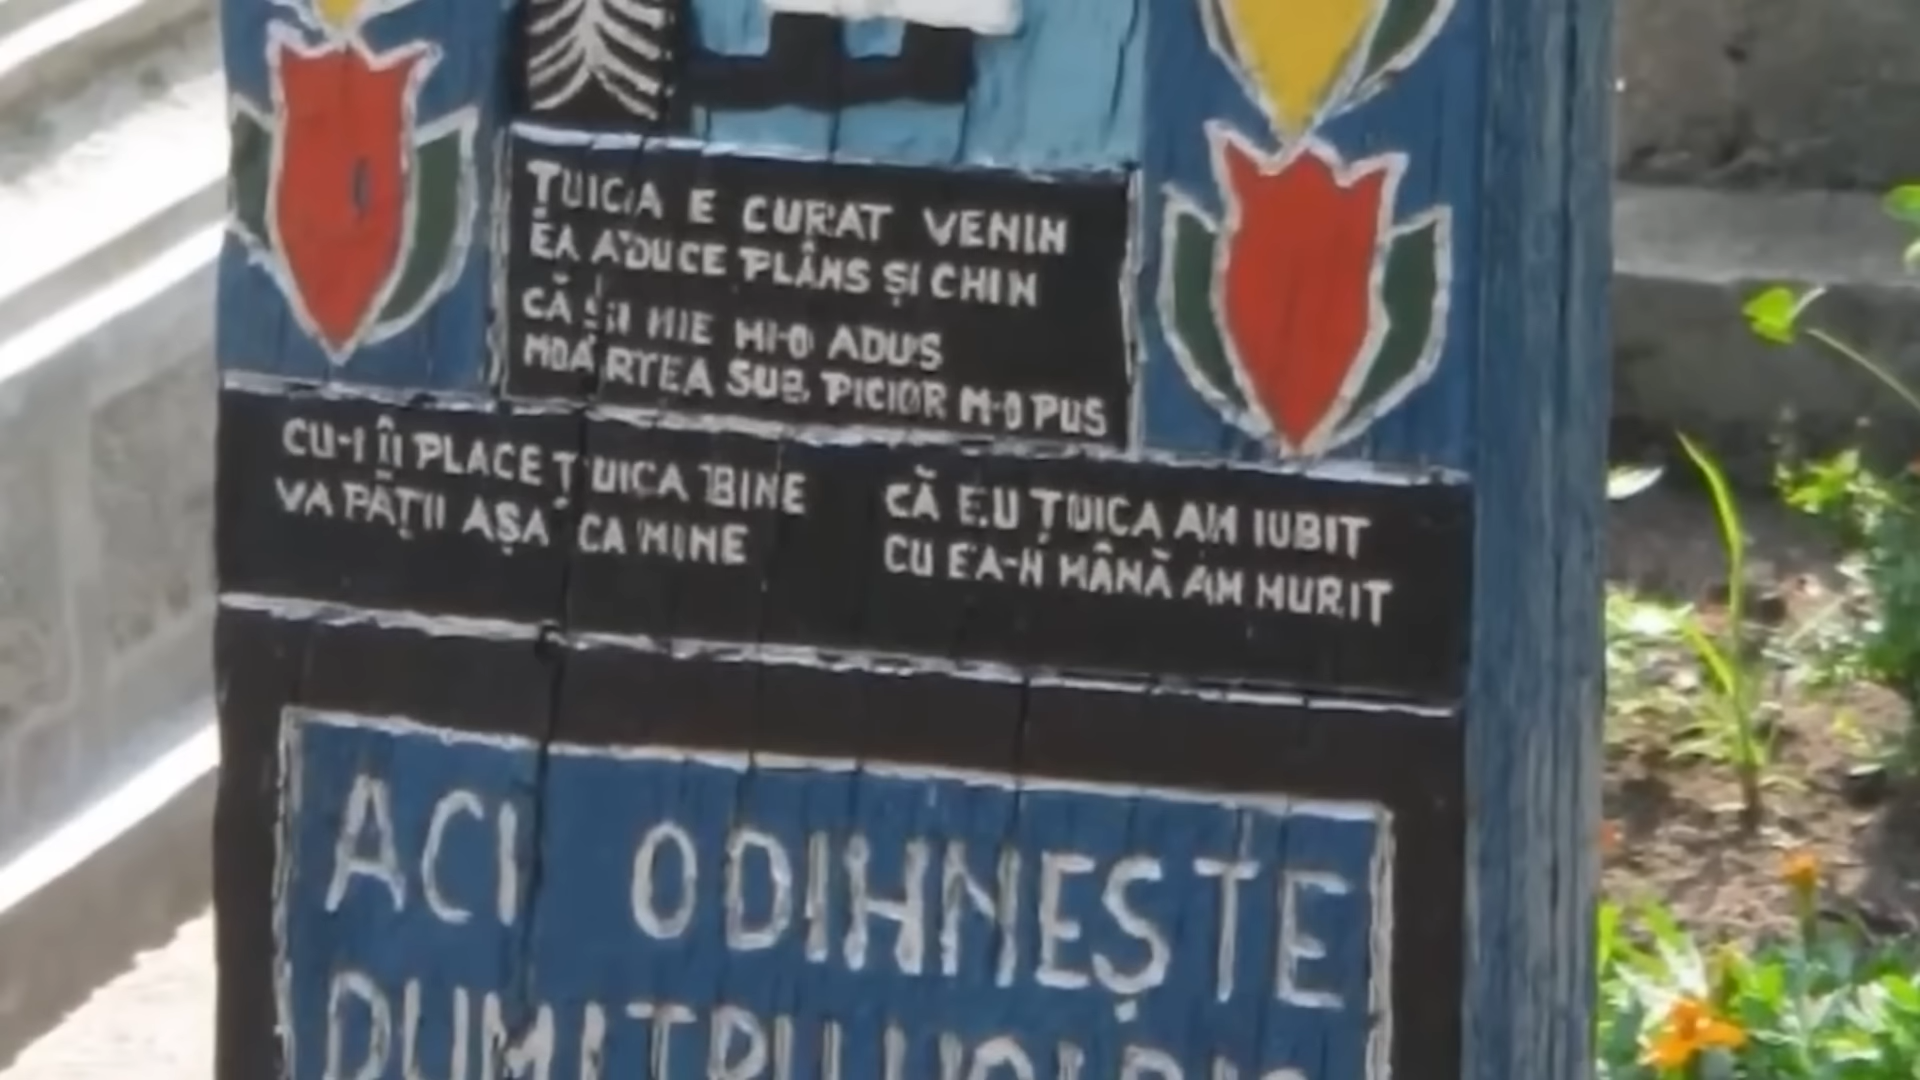 ȚUICA E CURAT VENIN
EA ADUCE PLÂNS ȘI CHIN
CĂ ȘI MIE MI-O ADUS
MOARTEA SUB PICIOR M-O PUS
CU-I ÎI PLACE ȚUICA BINE
VA PĂȚII AȘA CA MINE
CĂ EU ȚUICA AM IUBIT
CU EA-N MÂNĂ AM MURIT
ACI ODIHNEȘTE
DUMITRU